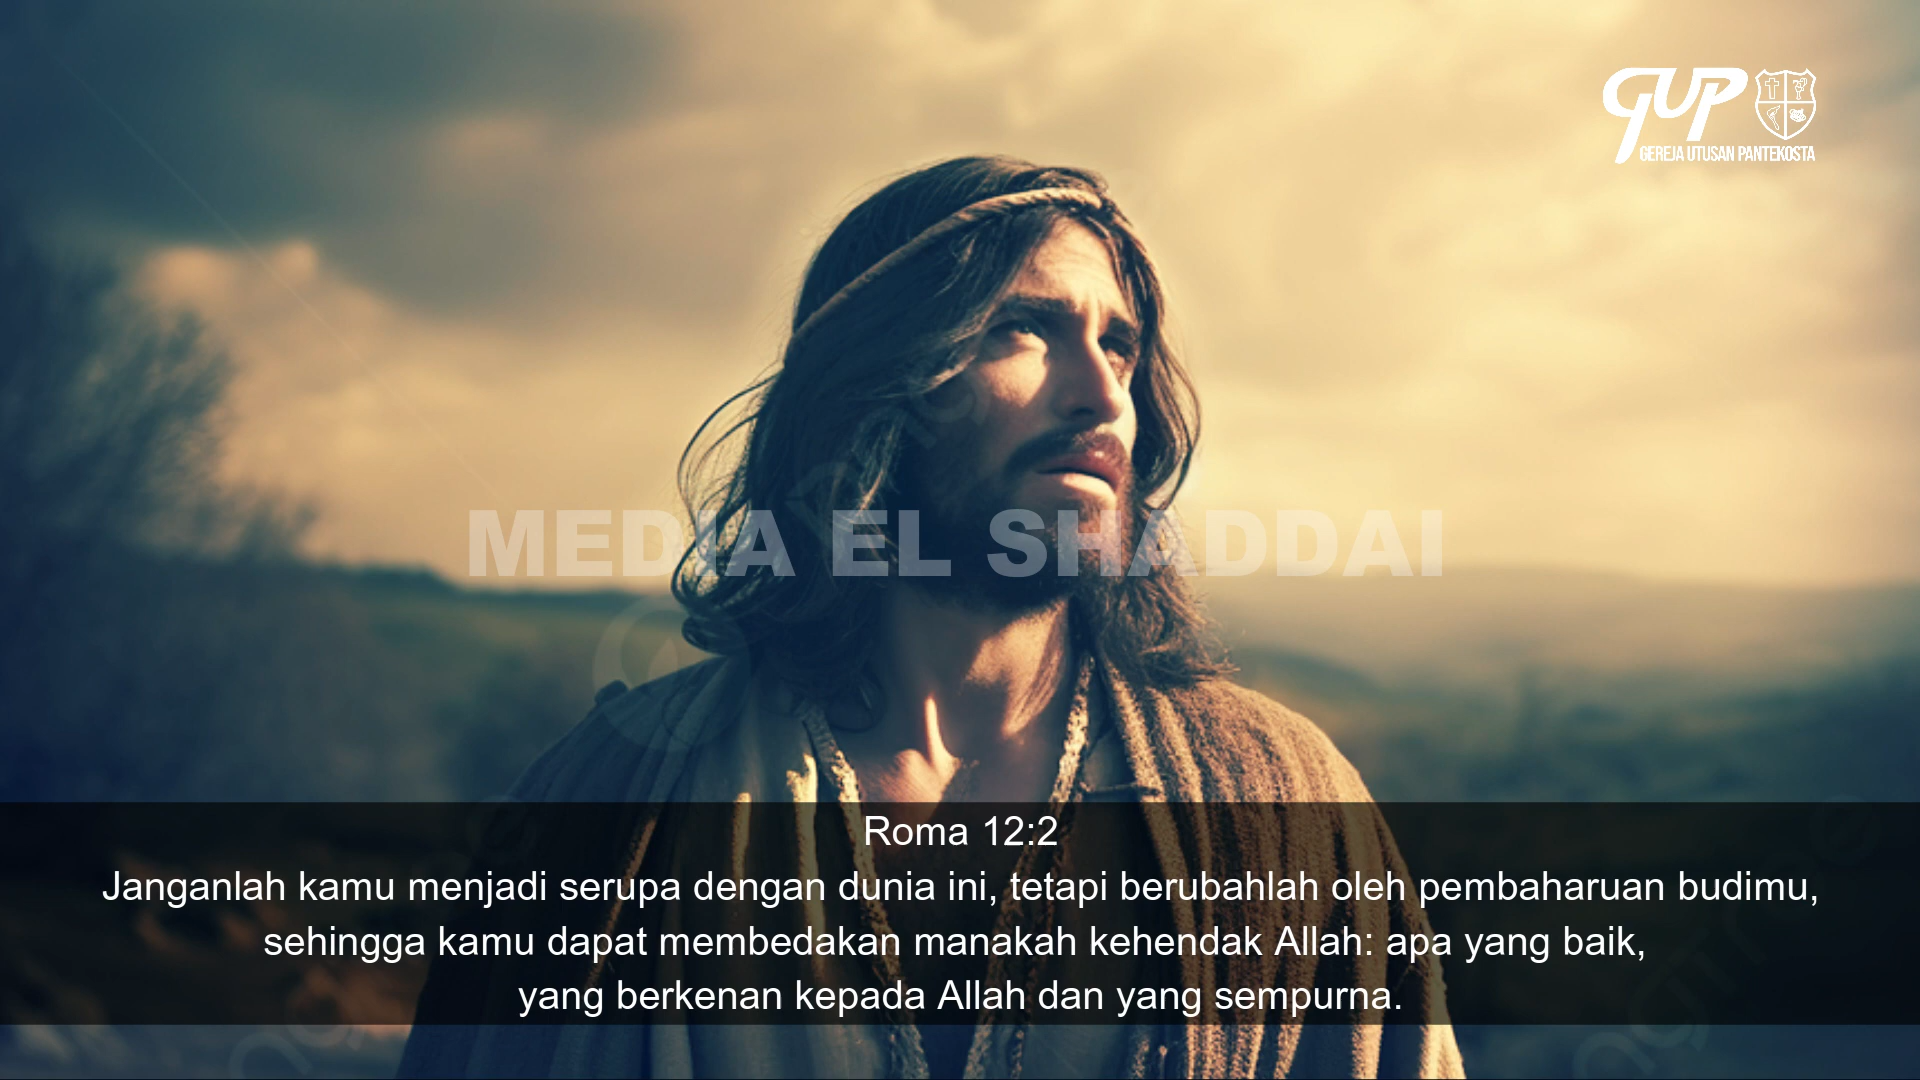 GUP
GEREJA UTUSAN PANTEKOSTA
MEDIA EL SHADDAI
Roma 12:2
Janganlah kamu menjadi serupa dengan dunia ini, tetapi berubahlah oleh pembaharuan budimu,
sehingga kamu dapat membedakan manakah kehendak Allah: apa yang baik,
yang berkenan kepada Allah dan yang sempurna.